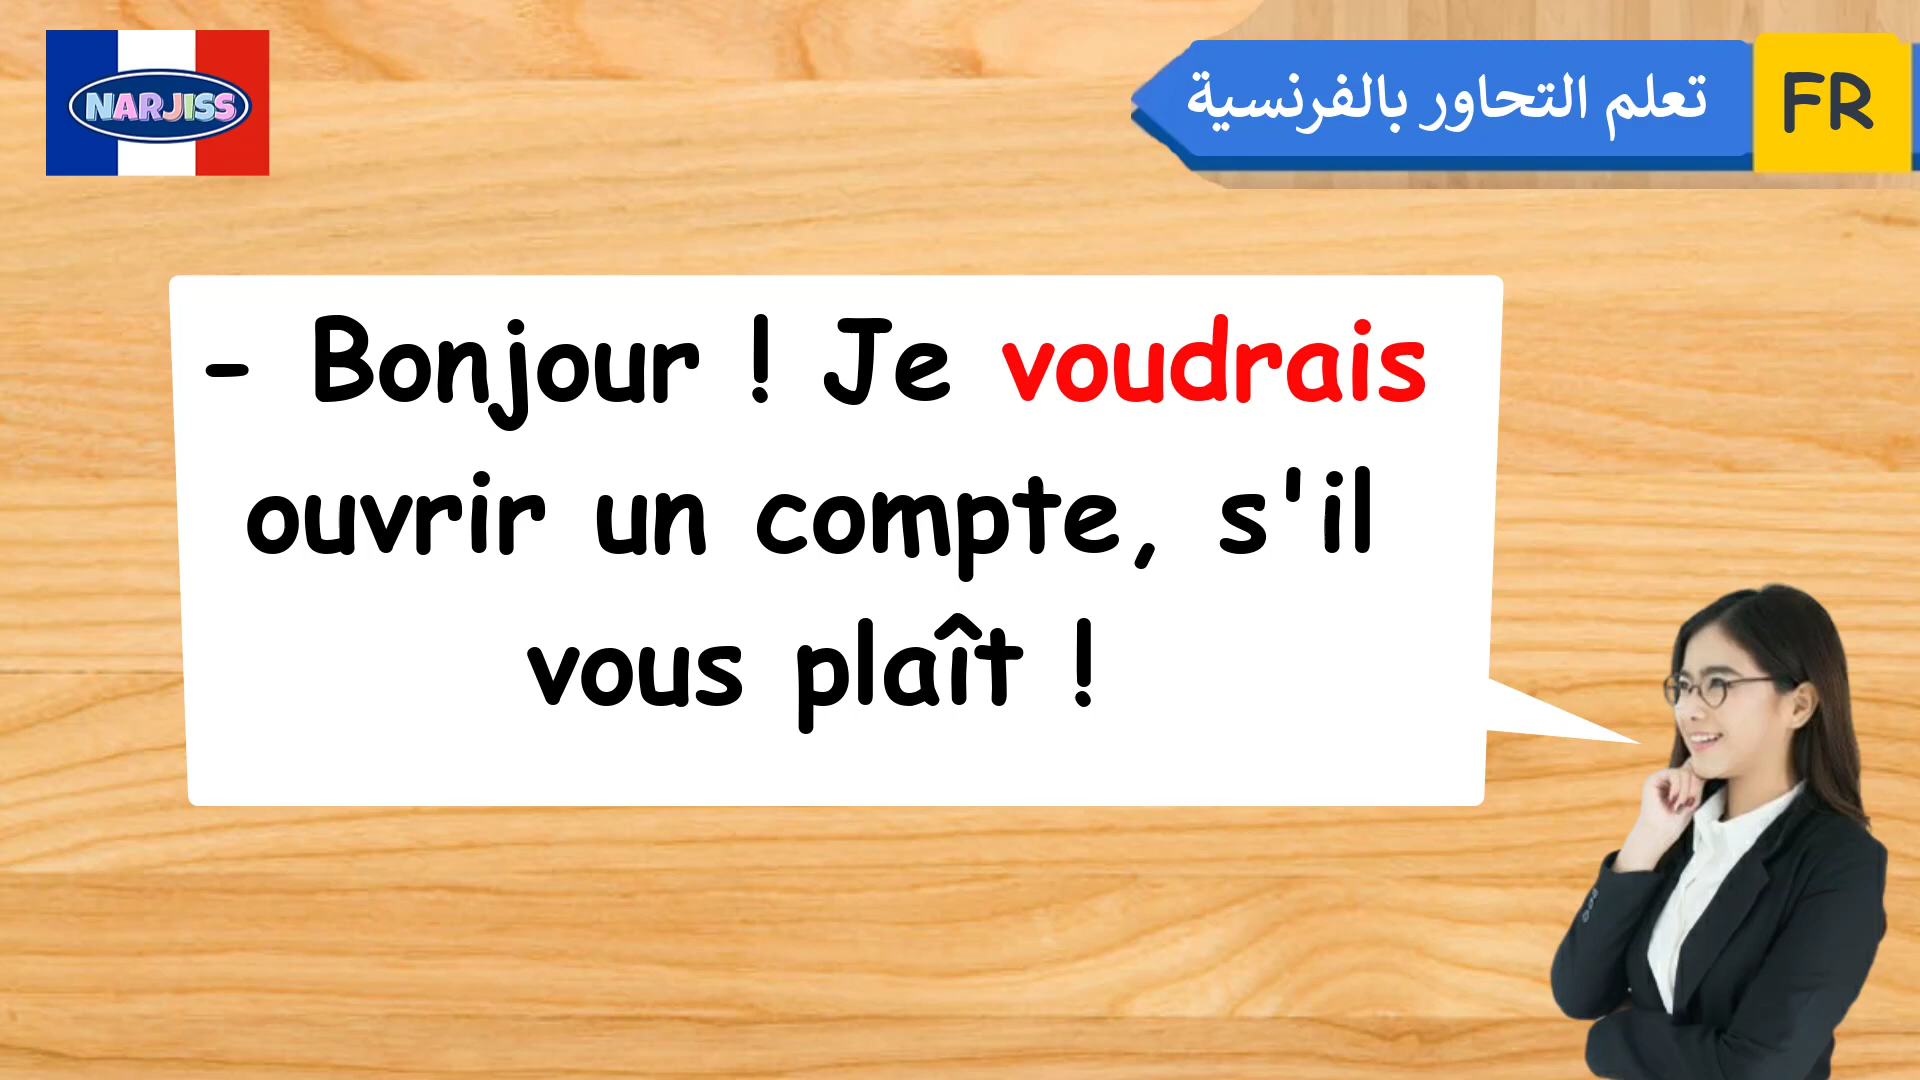 NARJISS
تعلم التحاور بالفرنسية
FR
- Bonjour ! Je voudrais
ouvrir un compte, s'il
vous plaît !